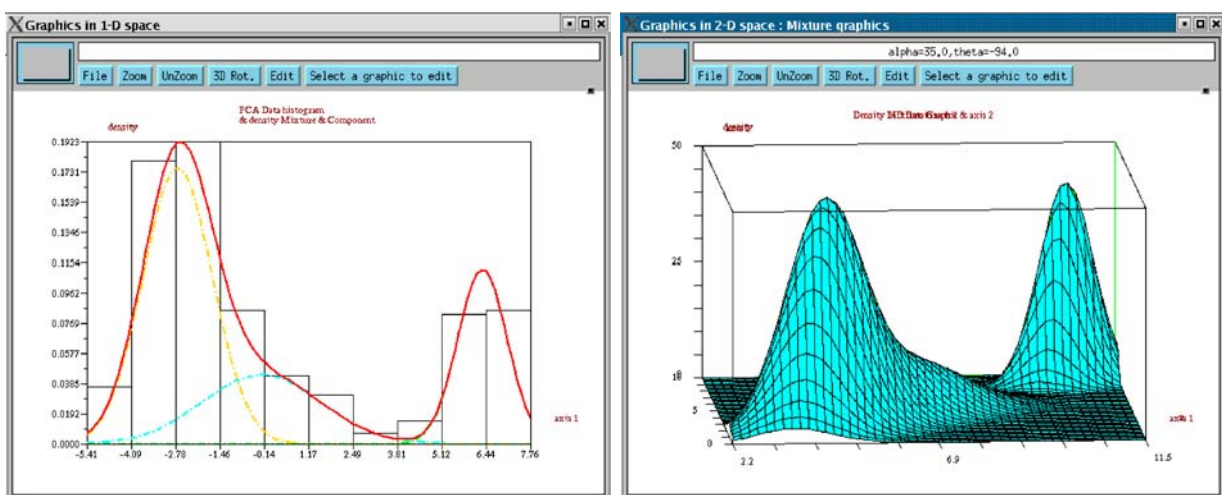 Graphics in 1-D space
File Zoom UnZoom 3D Rot. Edit Select a graphic to edit
PCA Data histogram
& density Mixture & Component
density
0.1923
0.1731
0.1539
0.1346
0.1154
0.0962
0.0769
0.0577
0.0385
0.0192
0.0000
axis 1
-5.41 -4.09 -2.78 -1.46 -0.14 1.17 2.49 3.81 5.12 6.44 7.76
Graphics in 2-D space : Mixture graphics
alpha=35.0,theta=-94.0
File Zoom UnZoom 3D Rot. Edit Select a graphic to edit
Density & axis 2
density
50
25
5
0
axis 1
2.2 6.9 11.5